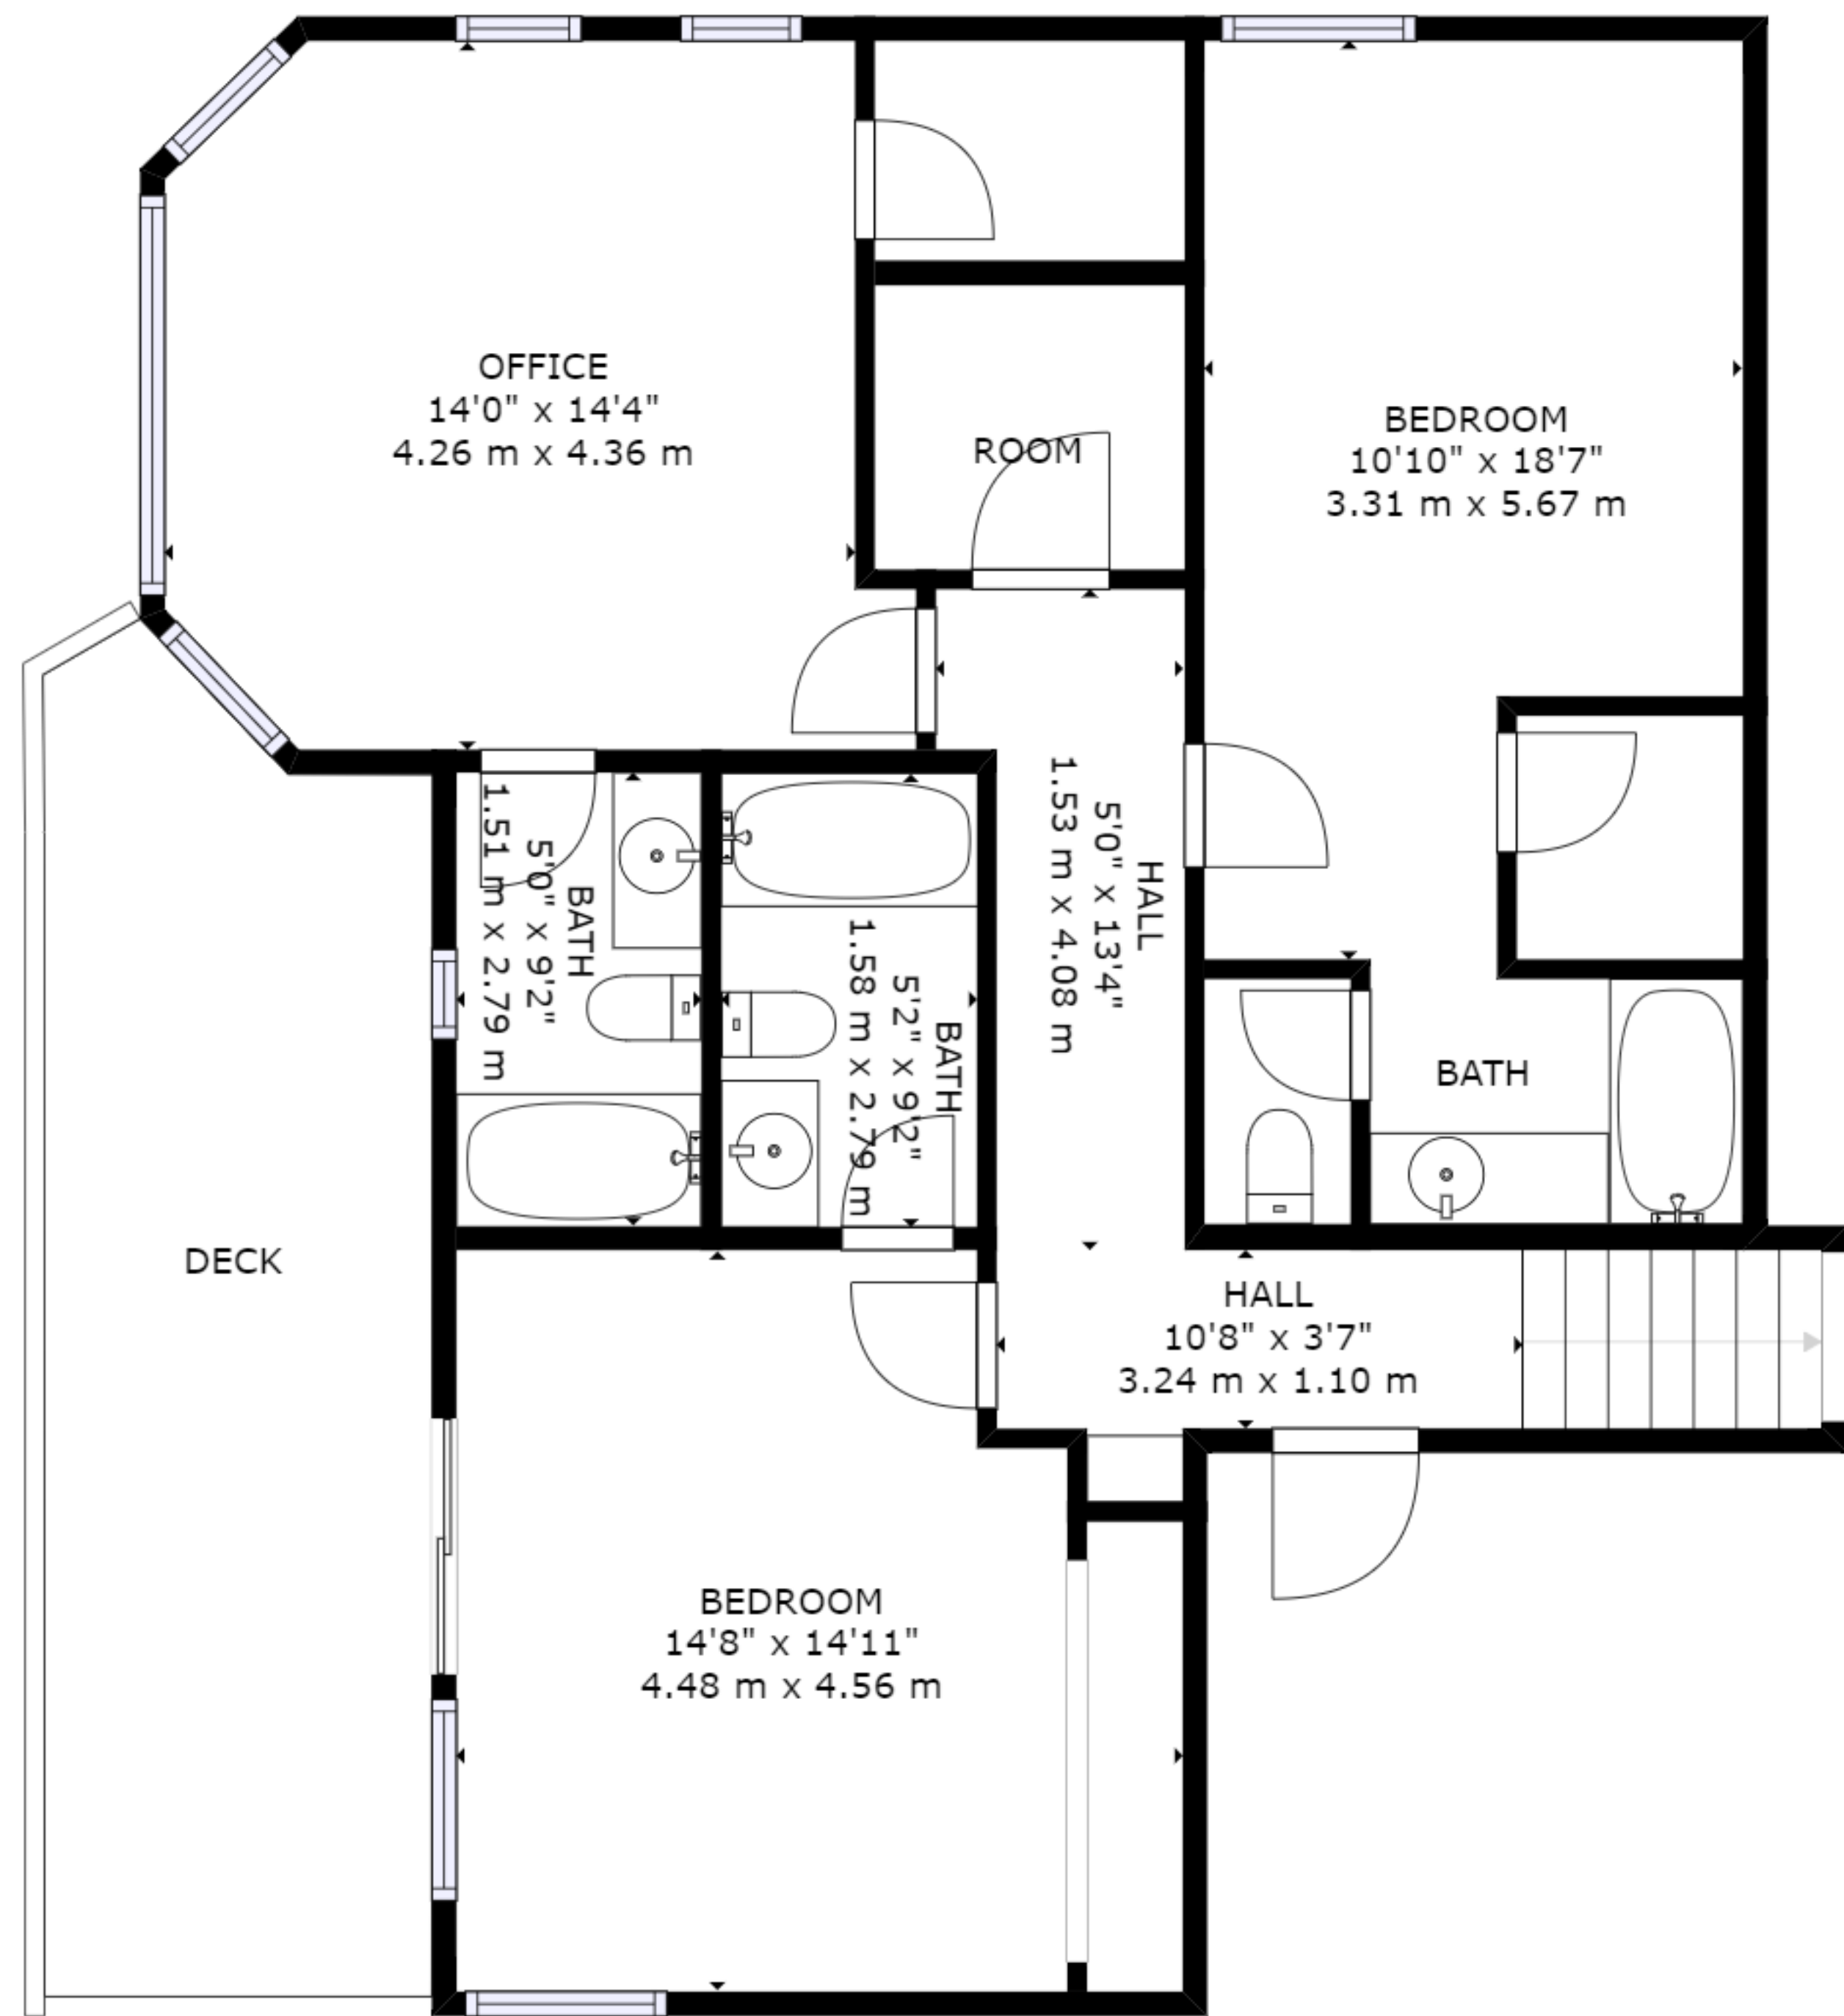 OFFICE
14'0" x 14'4"
4.26 m x 4.36 m
ROOM
BEDROOM
10'10" x 18'7"
3.31 m x 5.67 m
HALL
5'0" x 13'4"
1.53 m x 4.08 m
BATH
5'0" x 9'2"
1.51 m x 2.79 m
BATH
5'2" x 9'2"
1.58 m x 2.79 m
BATH
DECK
HALL
10'8" x 3'7"
3.24 m x 1.10 m
BEDROOM
14'8" x 14'11"
4.48 m x 4.56 m